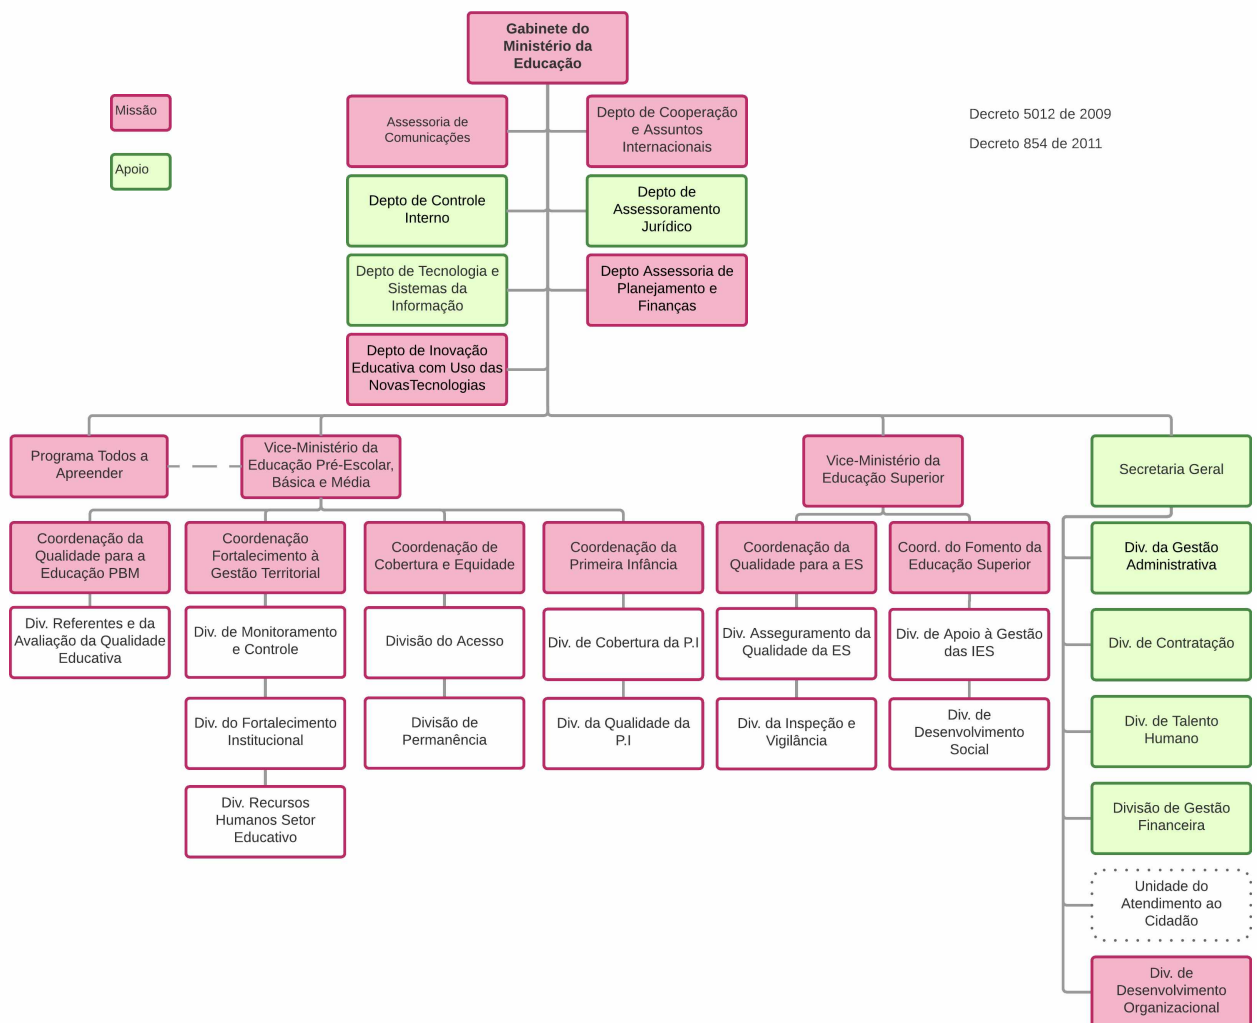 Gabinete do
Ministério da
Educação
Missão
Apoio
Assessoria de
Comunicações
Depto de Cooperação
e Assuntos
Internacionais
Decreto 5012 de 2009
Decreto 854 de 2011
Depto de Controle
Interno
Depto de
Assessoramento
Jurídico
Depto de Tecnologia e
Sistemas da
Informação
Depto Assessoria de
Planejamento e
Finanças
Depto de Inovação
Educativa com Uso das
NovasTecnologias
Programa Todos a
Apreender
Vice-Ministério da
Educação Pré-Escolar,
Básica e Média
Vice-Ministério da
Educação Superior
Secretaria Geral
Coordenação da
Qualidade para a
Educação PBM
Coordenação
Fortalecimento à
Gestão Territorial
Coordenação de
Cobertura e Equidade
Coordenação da
Primeira Infância
Coordenação da
Qualidade para a ES
Coord. do Fomento da
Educação Superior
Div. da Gestão
Administrativa
Div. Referentes e da
Avaliação da Qualidade
Educativa
Div. de Monitoramento
e Controle
Divisão do Acesso
Div. de Cobertura da P.I
Div. Asseguramento da
Qualidade da ES
Div. de Apoio à Gestão
das IES
Div. de Contratação
Div. do Fortalecimento
Institucional
Divisão de
Permanência
Div. da Qualidade da
P.I
Div. da Inspeção e
Vigilância
Div. de
Desenvolvimento
Social
Div. de Talento
Humano
Div. Recursos
Humanos Setor
Educativo
Divisão de Gestão
Financeira
Unidade do
Atendimento ao
Cidadão
Div. de
Desenvolvimento
Organizacional